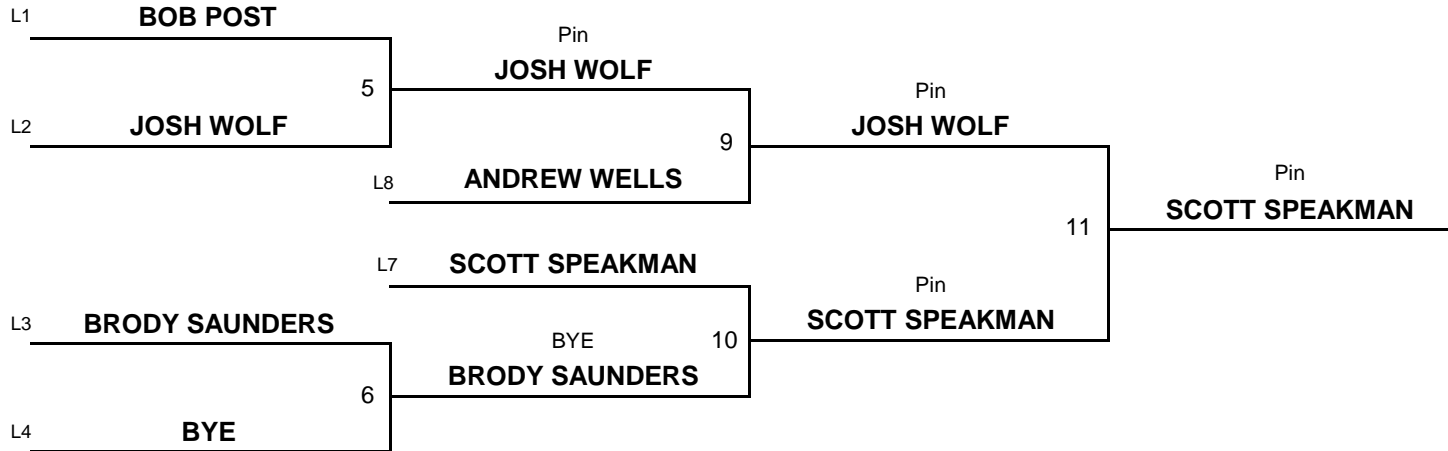 L1 BOB POST
Pin
JOSH WOLF
5
Pin
L2 JOSH WOLF
JOSH WOLF
9
Pin
L8 ANDREW WELLS
SCOTT SPEAKMAN
11
L7 SCOTT SPEAKMAN
Pin
L3 BRODY SAUNDERS
SCOTT SPEAKMAN
BYE
10
BRODY SAUNDERS
6
L4 BYE